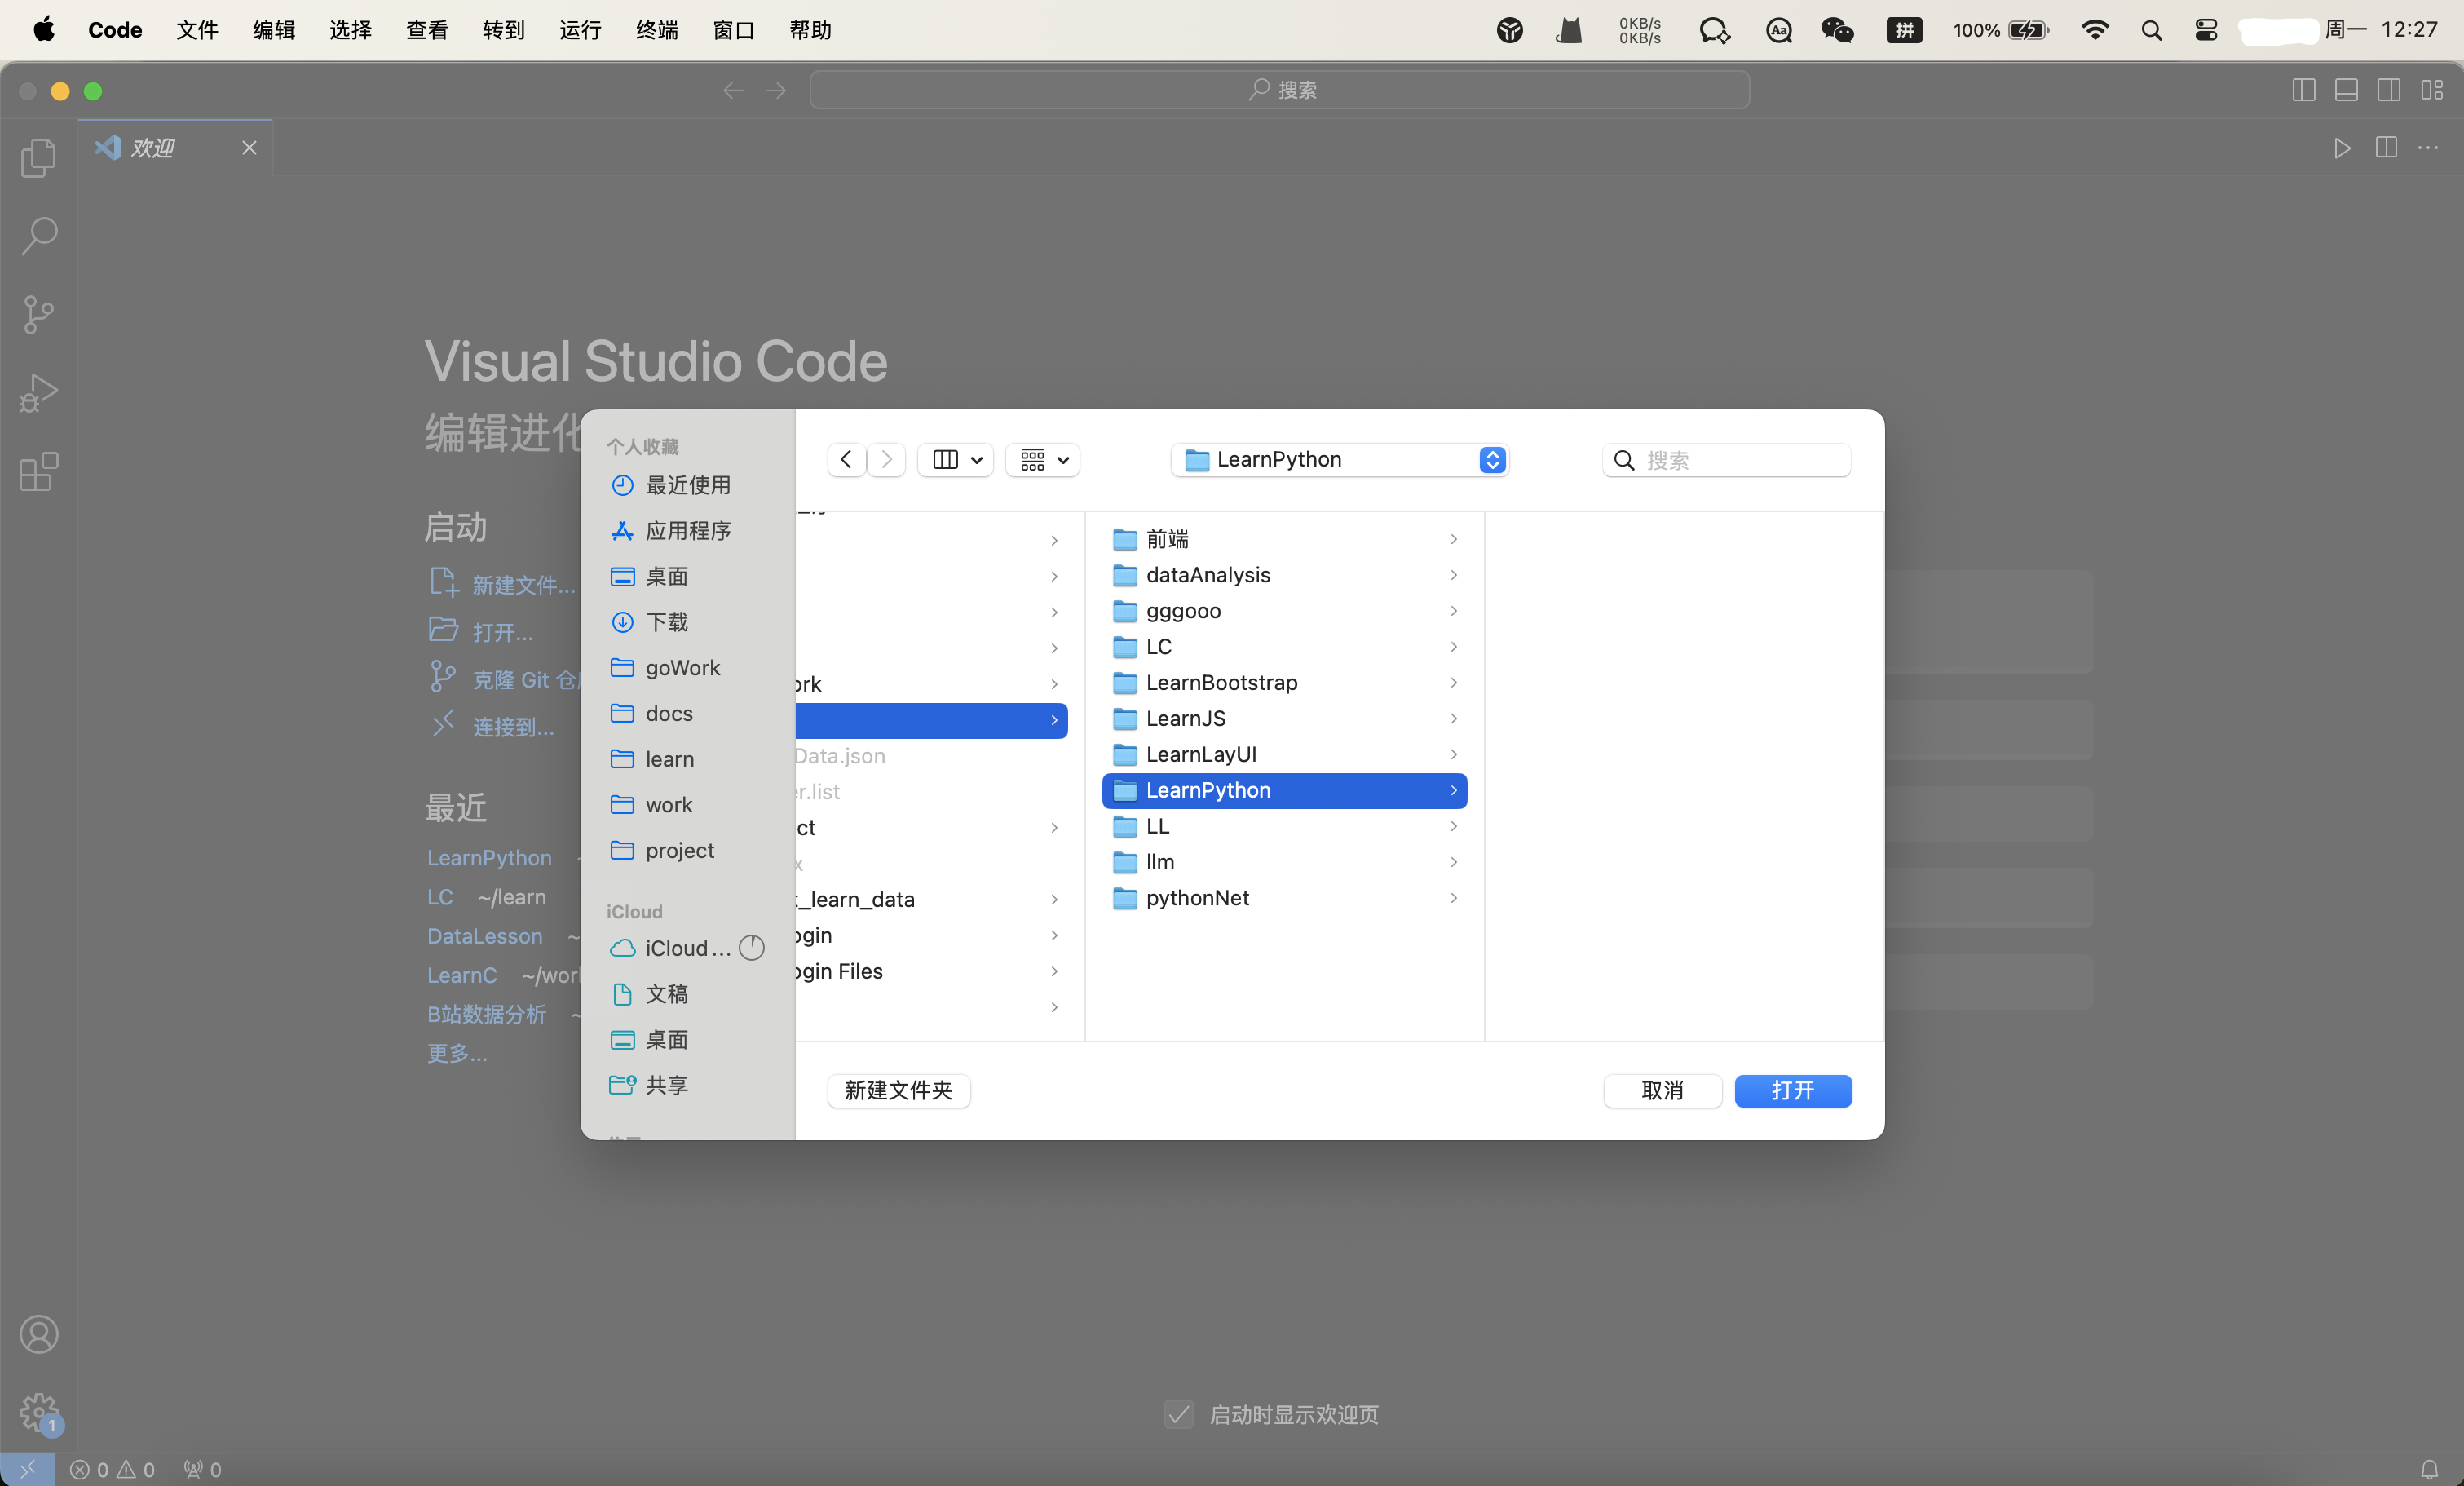 Code 文件 编辑 选择 查看 转到 运行 终端 窗口 帮助 0KB/s 0KB/s Aa 拼 100% 周一 12:27
搜索
欢迎
Visual Studio Code
编辑进化
启动
新建文件...
打开...
克隆 Git 仓
连接到...
最近
LearnPython ~
LC ~/learn
DataLesson ~
LearnC ~/wor
B站数据分析 ~
更多...
个人收藏
最近使用
应用程序
桌面
下载
goWork
docs
learn
work
project
iCloud
iCloud ...
文稿
桌面
共享
LearnPython
搜索
ork
Data.json
er.list
ct
x
t_learn_data
ogin
ogin Files
前端
dataAnalysis
gggooo
LC
LearnBootstrap
LearnJS
LearnLayUI
LearnPython
LL
llm
pythonNet
新建文件夹 取消 打开
启动时显示欢迎页
1
0 0 0